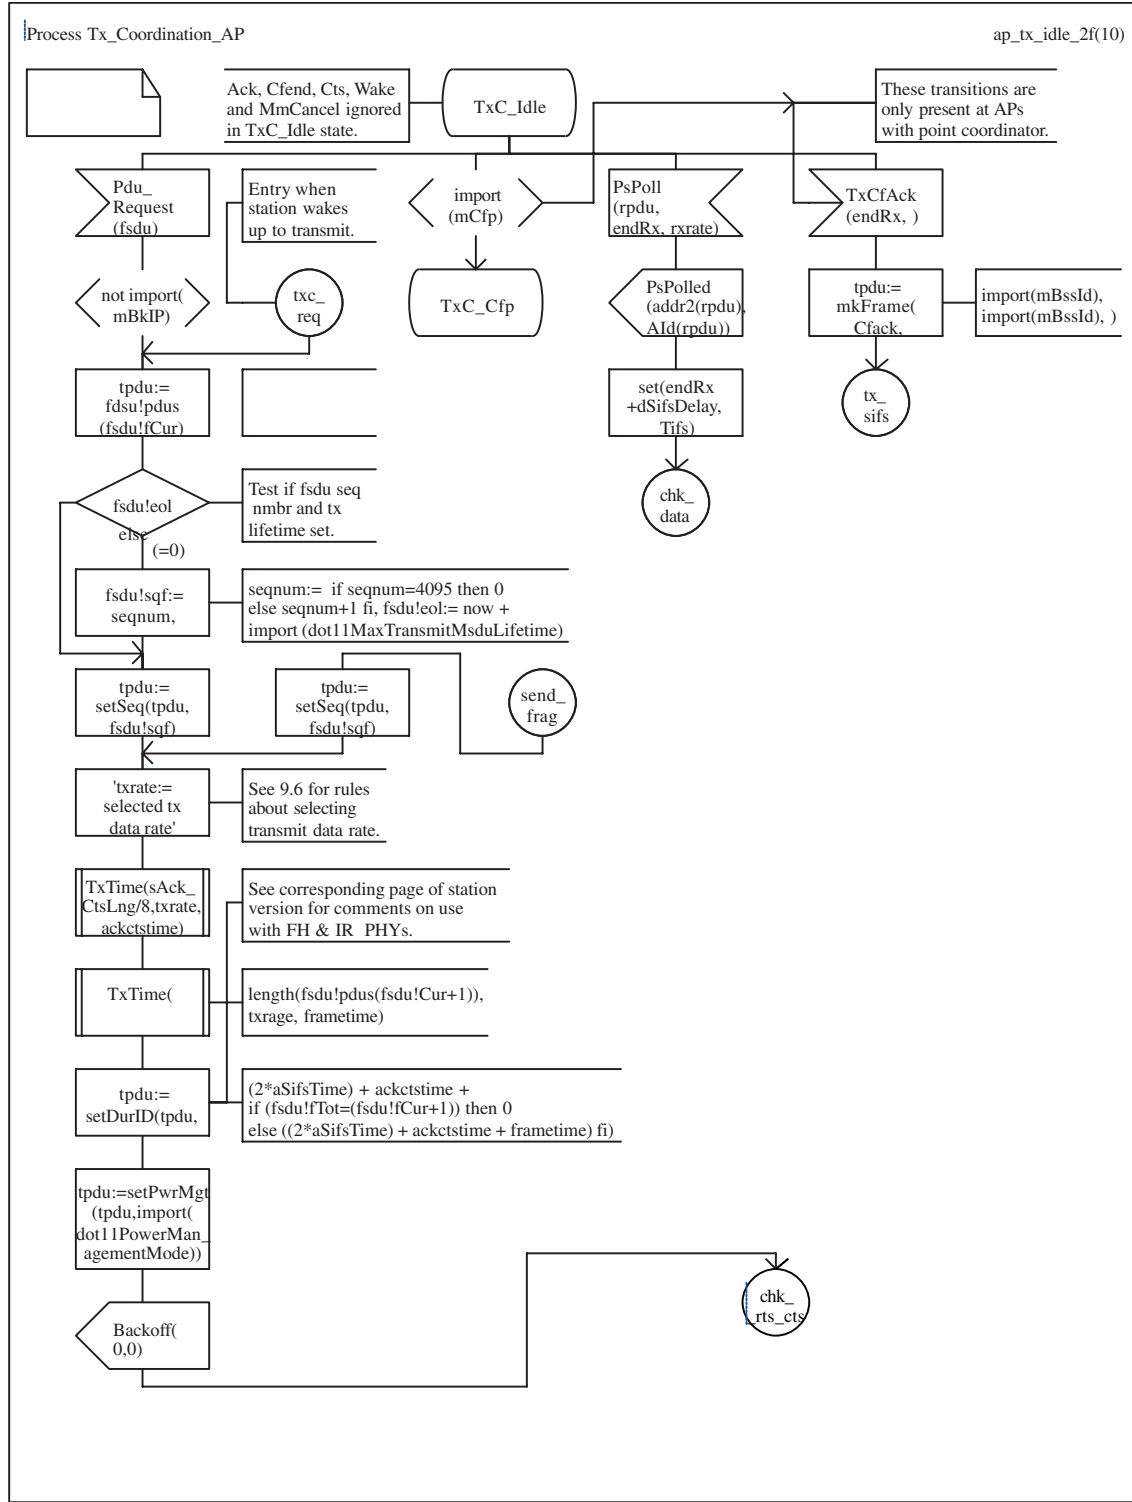 Process Tx_Coordination_AP
ap_tx_idle_2f(10)
Ack, Cfend, Cts, Wake
and MmCancel ignored
in TxC_Idle state.
TxC_Idle
These transitions are
only present at APs
with point coordinator.
Pdu_
Request
(fsdu)
Entry when
station wakes
up to transmit.
import
(mCfp)
PsPoll
(rpdu,
endRx, rxrate)
TxCfAck
(endRx, )
not import(
mBkIP)
txc_
req
TxC_Cfp
PsPolled
(addr2(rpdu),
AId(rpdu))
tpdu:=
mkFrame(
Cfack,
import(mBssId),
import(mBssId), )
tpdu:=
fdsu!pdus
(fsdu!fCur)
set(endRx
+dSifsDelay,
Tifs)
tx_
sifs
fsdu!eol
else
(=0)
Test if fsdu seq
nmbr and tx
lifetime set.
chk_
data
fsdu!sqf:=
seqnum,
seqnum:= if seqnum=4095 then 0
else seqnum+1 fi, fsdu!eol:= now +
import (dot11MaxTransmitMsduLifetime)
tpdu:=
setSeq(tpdu,
fsdu!sqf)
tpdu:=
setSeq(tpdu,
fsdu!sqf)
send_
frag
'txrate:=
selected tx
data rate'
See 9.6 for rules
about selecting
transmit data rate.
TxTime(sAck_
CtsLng/8,txrate,
ackctstime)
See corresponding page of station
version for comments on use
with FH & IR PHYs.
TxTime(
length(fsdu!pdus(fsdu!Cur+1)),
txrage, frametime)
tpdu:=
setDurID(tpdu,
(2*aSifsTime) + ackctstime +
if (fsdu!fTot=(fsdu!fCur+1)) then 0
else ((2*aSifsTime) + ackctstime + frametime) fi)
tpdu:=setPwrMgt
(tpdu,import(
dot11PowerMan_
agementMode))
chk_
_rts_cts
Backoff(
0,0)